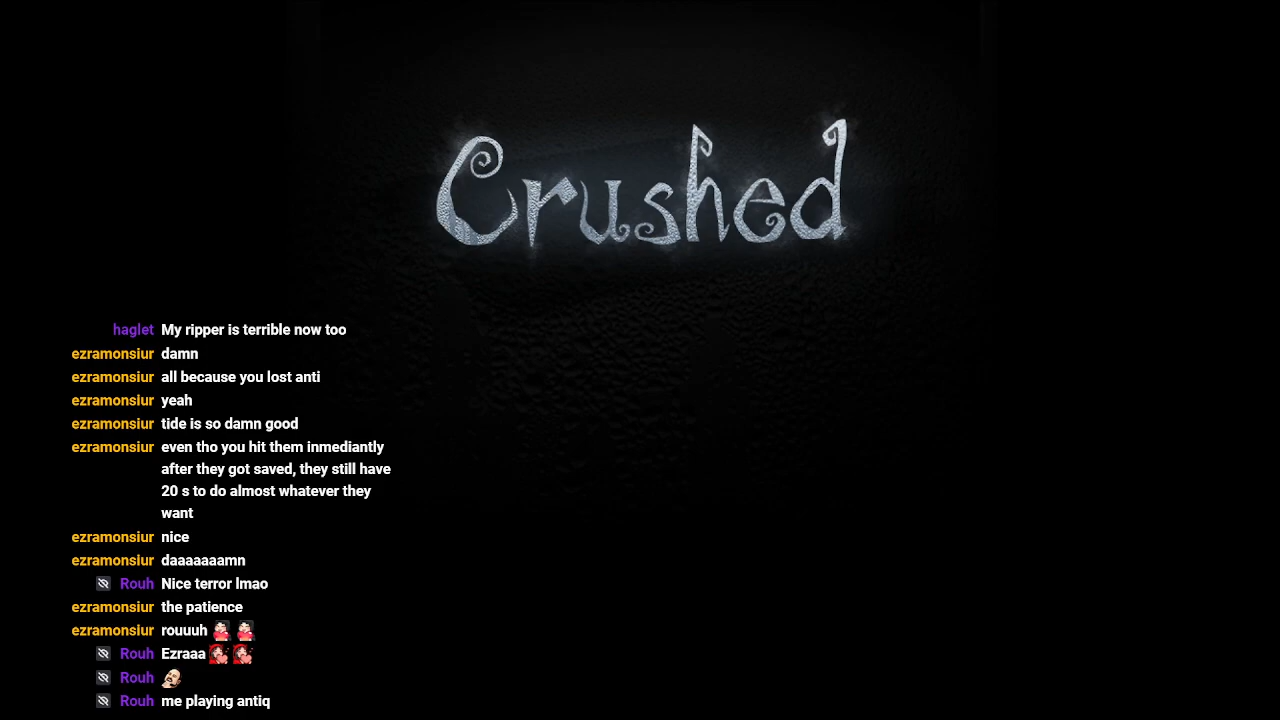 Crushed
haglet My ripper is terrible now too
ezramonsiur damn
ezramonsiur all because you lost anti
ezramonsiur yeah
ezramonsiur tide is so damn good
ezramonsiur even tho you hit them inmediantly
after they got saved, they still have
20 s to do almost whatever they
want
ezramonsiur nice
ezramonsiur daaaaaaamn
Rouh Nice terror lmao
ezramonsiur the patience
ezramonsiur rouuuh
Rouh Ezraaa
Rouh
Rouh me playing antiq